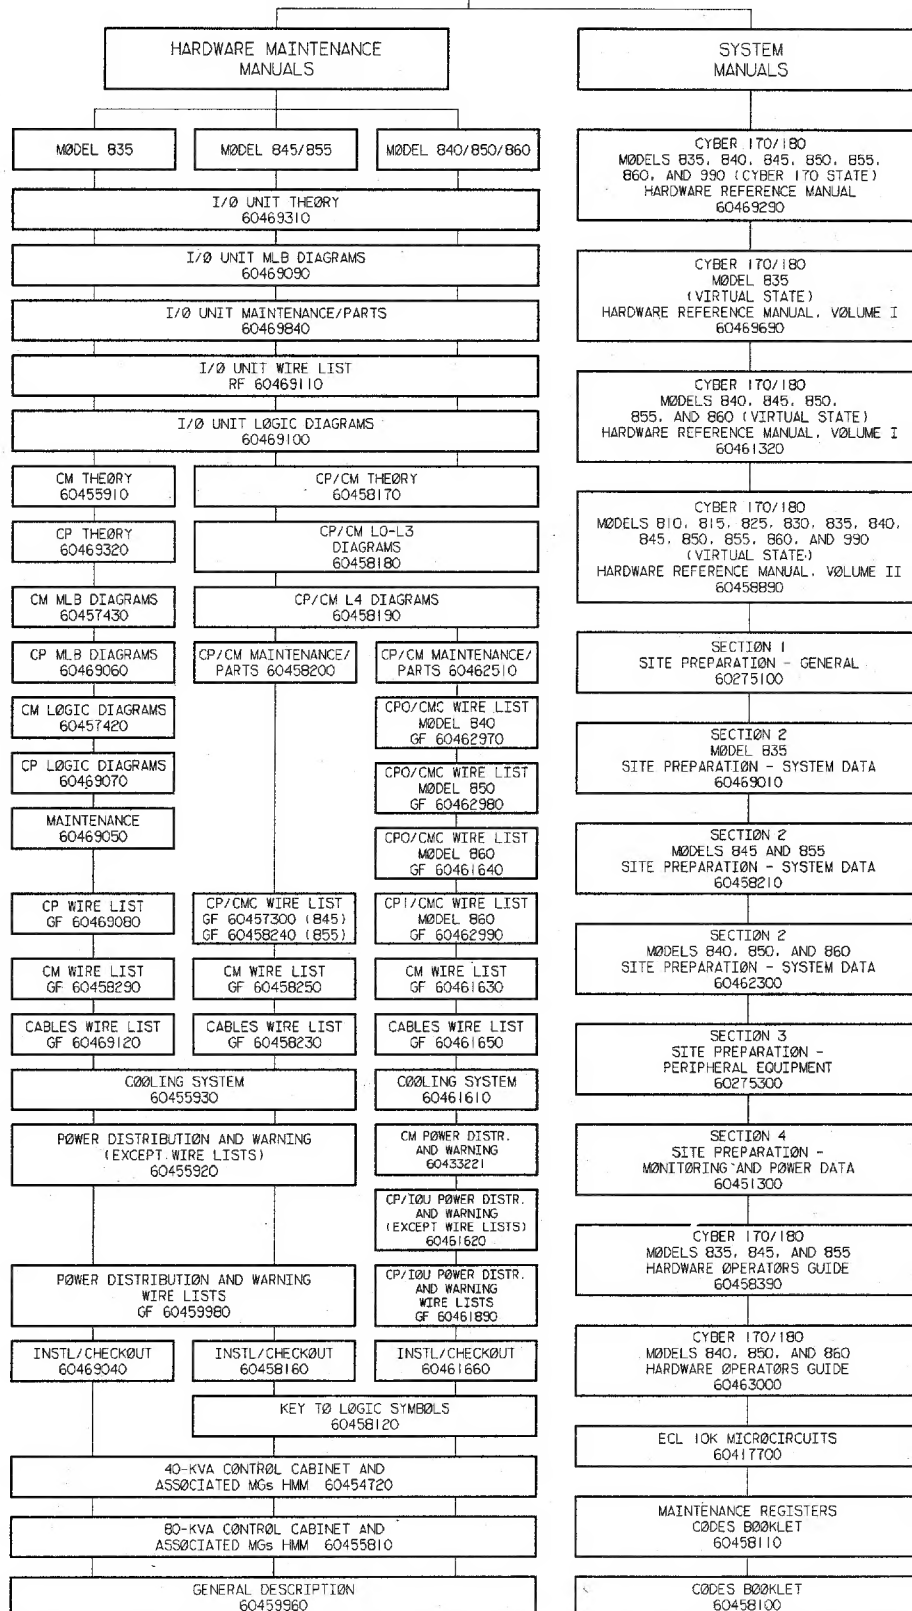 HARDWARE MAINTENANCE
MANUALS
MØDEL 835
MØDEL 845/855
MØDEL 840/850/860
I/Ø UNIT THEØRY
60469310
I/Ø UNIT MLB DIAGRAMS
60469090
I/Ø UNIT MAINTENANCE/PARTS
60469840
I/Ø UNIT WIRE LIST
RF 60469110
I/Ø UNIT LØGIC DIAGRAMS
60469100
CM THEØRY
60455910
CP/CM THEØRY
60458170
CP THEØRY
60469320
CP/CM L0-L3
DIAGRAMS
60458180
CM MLB DIAGRAMS
60457430
CP/CM L4 DIAGRAMS
60458190
CP MLB DIAGRAMS
60469060
CP/CM MAINTENANCE/
PARTS 60458200
CP/CM MAINTENANCE/
PARTS 60462510
CM LØGIC DIAGRAMS
60457420
CP0/CMC WIRE LIST
MØDEL 840
GF 60462970
CP LØGIC DIAGRAMS
60469070
CP0/CMC WIRE LIST
MØDEL 850
GF 60462980
MAINTENANCE
60469050
CP0/CMC WIRE LIST
MØDEL 860
GF 60461640
CP WIRE LIST
GF 60469080
CP/CMC WIRE LIST
GF 60457300 (845)
GF 60458240 (855)
CP1/CMC WIRE LIST
MØDEL 860
GF 60462990
CM WIRE LIST
GF 60458290
CM WIRE LIST
GF 60458250
CM WIRE LIST
GF 60461630
CABLES WIRE LIST
GF 60469120
CABLES WIRE LIST
GF 60458230
CABLES WIRE LIST
GF 60461650
CØØLING SYSTEM
60455930
CØØLING SYSTEM
60461610
PØWER DISTRIBUTIØN AND WARNING
(EXCEPT WIRE LISTS)
60455920
CM PØWER DISTR.
AND WARNING
60433221
CP/IØU PØWER DISTR.
AND WARNING
(EXCEPT WIRE LISTS)
60461620
PØWER DISTRIBUTIØN AND WARNING
WIRE LISTS
GF 60459980
CP/IØU PØWER DISTR.
AND WARNING
WIRE LISTS
GF 60461890
INSTL/CHECKØUT
60469040
INSTL/CHECKØUT
60458160
INSTL/CHECKØUT
60461660
KEY TØ LØGIC SYMBØLS
60458120
40-KVA CØNTRØL CABINET AND
ASSØCIATED MGs HMM 60454720
80-KVA CØNTRØL CABINET AND
ASSØCIATED MGs HMM 60455810
GENERAL DESCRIPTIØN
60459960
SYSTEM
MANUALS
CYBER 170/180
MØDELS 835, 840, 845, 850, 855,
860, AND 990 (CYBER 170 STATE)
HARDWARE REFERENCE MANUAL
60469290
CYBER 170/180
MØDEL 835
(VIRTUAL STATE)
HARDWARE REFERENCE MANUAL, VØLUME I
60469690
CYBER 170/180
MØDELS 840, 845, 850,
855, AND 860 (VIRTUAL STATE)
HARDWARE REFERENCE MANUAL, VØLUME I
60461320
CYBER 170/180
MØDELS 810, 815, 825, 830, 835, 840,
845, 850, 855, 860, AND 990
(VIRTUAL STATE)
HARDWARE REFERENCE MANUAL, VØLUME II
60458890
SECTIØN 1
SITE PREPARATIØN - GENERAL
60275100
SECTIØN 2
MØDEL 835
SITE PREPARATIØN - SYSTEM DATA
60469010
SECTIØN 2
MØDELS 845 AND 855
SITE PREPARATIØN - SYSTEM DATA
60458210
SECTIØN 2
MØDELS 840, 850, AND 860
SITE PREPARATIØN - SYSTEM DATA
60462300
SECTIØN 3
SITE PREPARATIØN -
PERIPHERAL EQUIPMENT
60275300
SECTIØN 4
SITE PREPARATIØN -
MØNITØRING AND PØWER DATA
60451300
CYBER 170/180
MØDELS 835, 845, AND 855
HARDWARE ØPERATØRS GUIDE
60458390
CYBER 170/180
MØDELS 840, 850, AND 860
HARDWARE ØPERATØRS GUIDE
60463000
ECL 10K MICRØCIRCUITS
60417700
MAINTENANCE REGISTERS
CØDES BØØKLET
60458110
CØDES BØØKLET
60458100